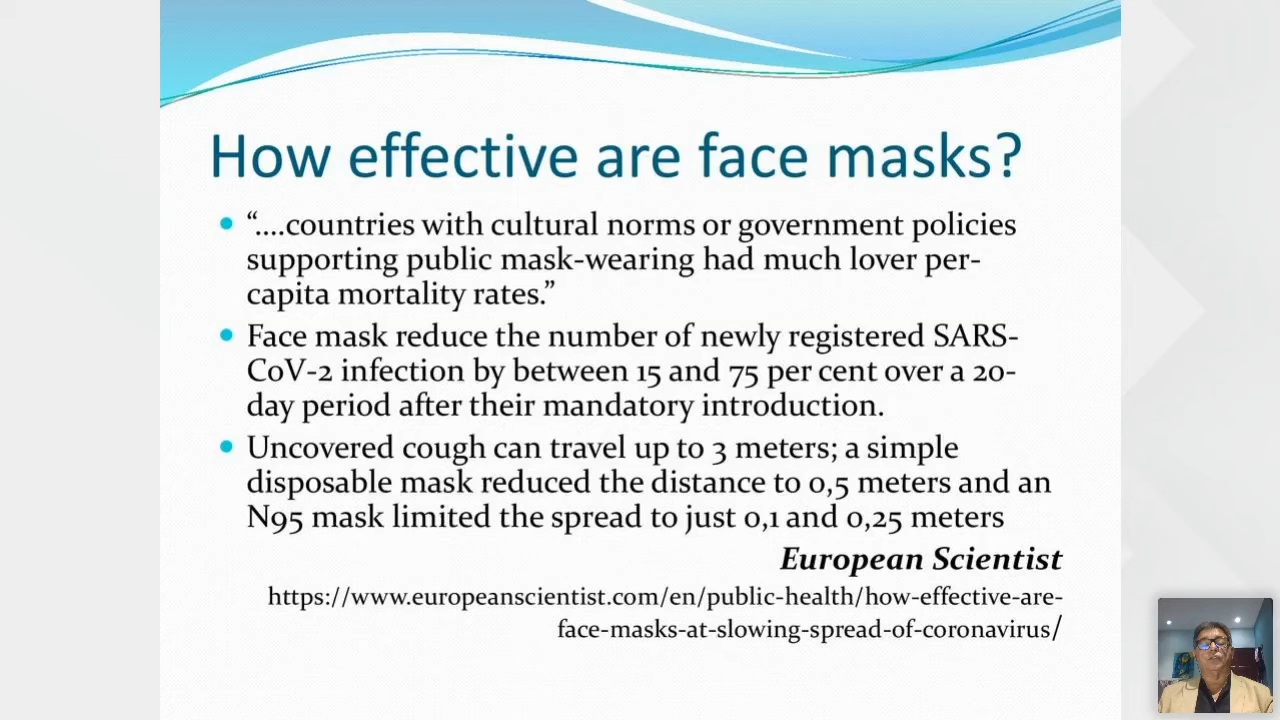 How effective are face masks?
“....countries with cultural norms or government policies
supporting public mask-wearing had much lover per-
capita mortality rates.”
Face mask reduce the number of newly registered SARS-
CoV-2 infection by between 15 and 75 per cent over a 20-
day period after their mandatory introduction.
Uncovered cough can travel up to 3 meters; a simple
disposable mask reduced the distance to 0,5 meters and an
N95 mask limited the spread to just 0,1 and 0,25 meters
European Scientist
https://www.europeanscientist.com/en/public-health/how-effective-are-
face-masks-at-slowing-spread-of-coronavirus/